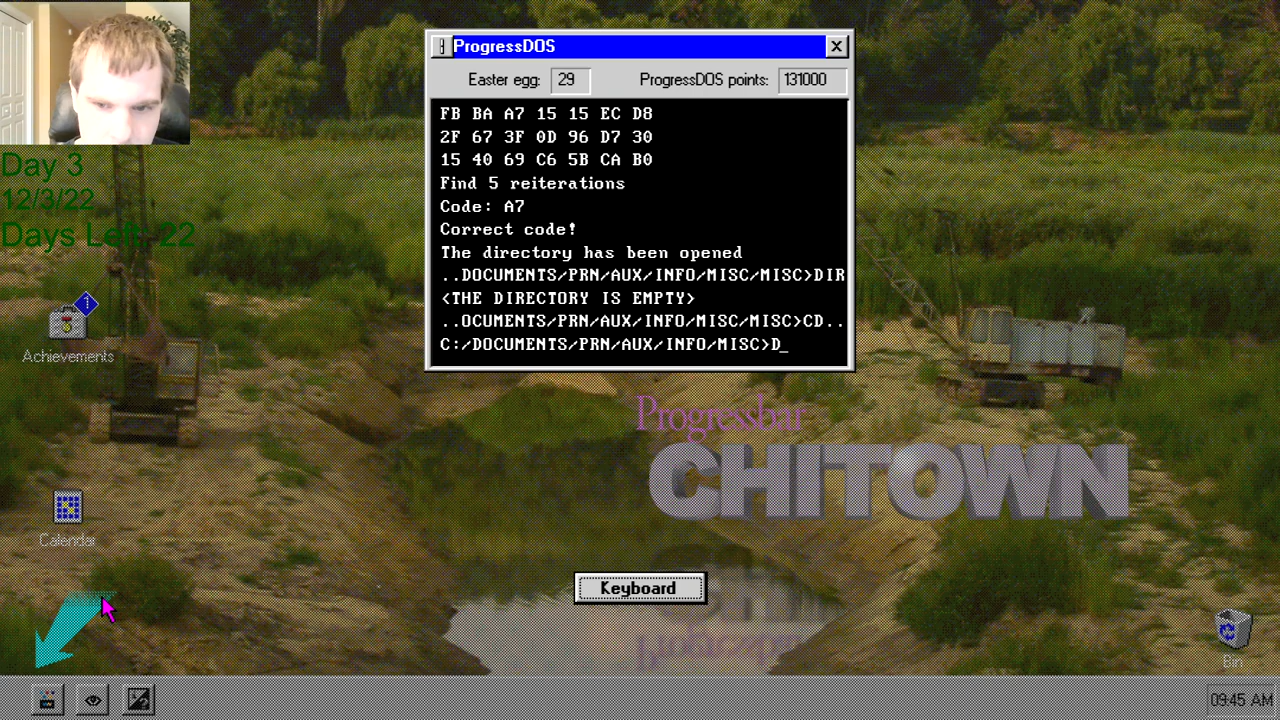 ProgressDOS
Easter egg: 29 ProgressDOS points: 131000
FB BA A7 15 15 EC D8
2F 67 3F 0D 96 D7 30
15 40 69 C6 5B CA B0
Find 5 reiterations
Code: A7
Correct code!
The directory has been opened
..DOCUMENTS/PRN/AUX/INFO/MISC/MISC>DIR
<THE DIRECTORY IS EMPTY>
..OCUMENTS/PRN/AUX/INFO/MISC/MISC>CD..
C:/DOCUMENTS/PRN/AUX/INFO/MISC>D_
Day 3
12/3/22
Days Left: 22
1
Achievements
Progressbar
CHITOWN
Calendar
Keyboard
Bin
09:45 AM